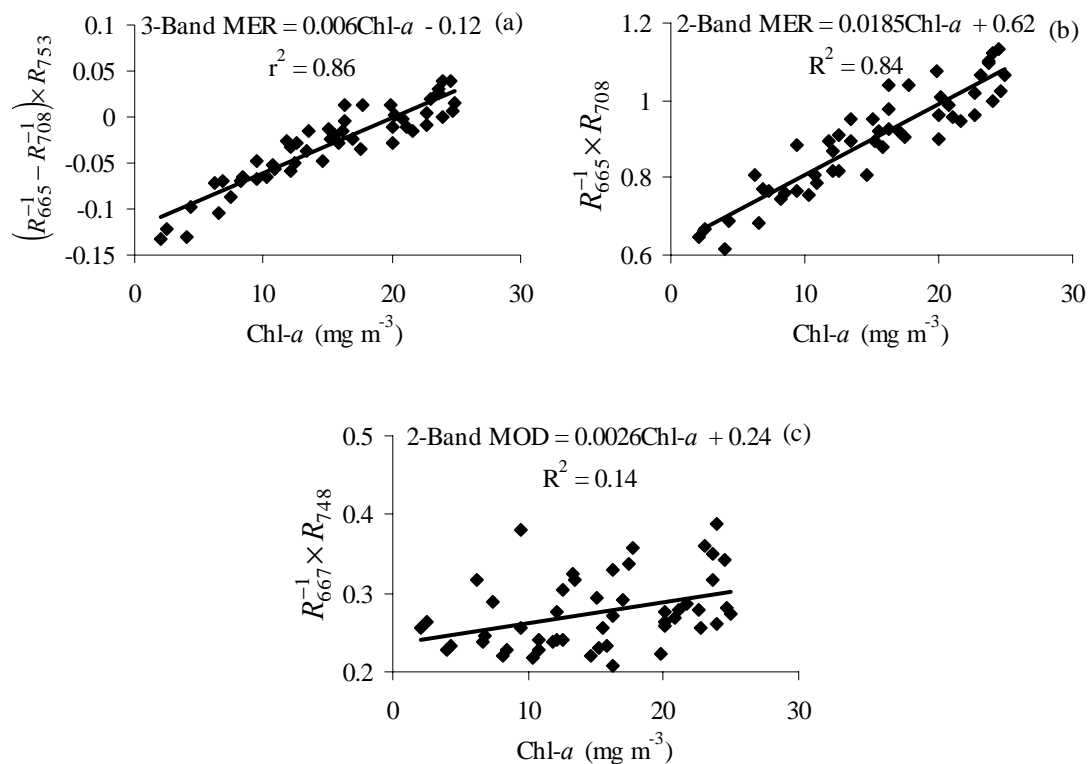 3-Band MER = 0.006Chl-a - 0.12 (a)
r² = 0.86
(R₆₆₅⁻¹ − R₇₀₈⁻¹) × R₇₅₃
0.1
0.05
0
-0.05
-0.1
-0.15
0 10 20 30
Chl-a (mg m⁻³)
2-Band MER = 0.0185Chl-a + 0.62 (b)
R² = 0.84
R₆₆₅⁻¹ × R₇₀₈
1.2
1
0.8
0.6
0 10 20 30
Chl-a (mg m⁻³)
2-Band MOD = 0.0026Chl-a + 0.24 (c)
R² = 0.14
R₆₆₇⁻¹ × R₇₄₈
0.5
0.4
0.3
0.2
0 10 20 30
Chl-a (mg m⁻³)